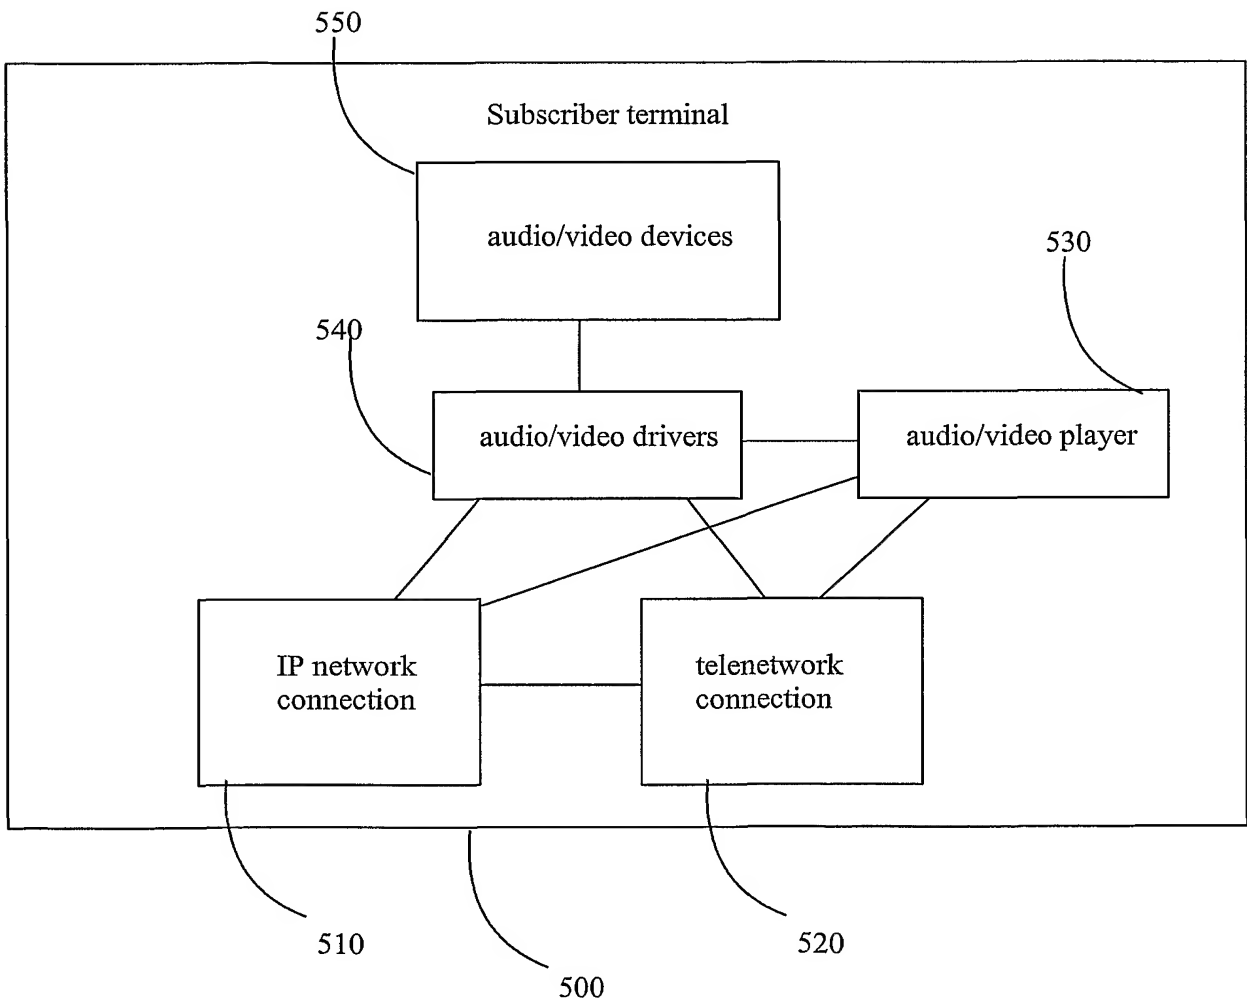 550
Subscriber terminal
audio/video devices
530
540
audio/video drivers
audio/video player
IP network
connection
telenetwork
connection
510
520
500